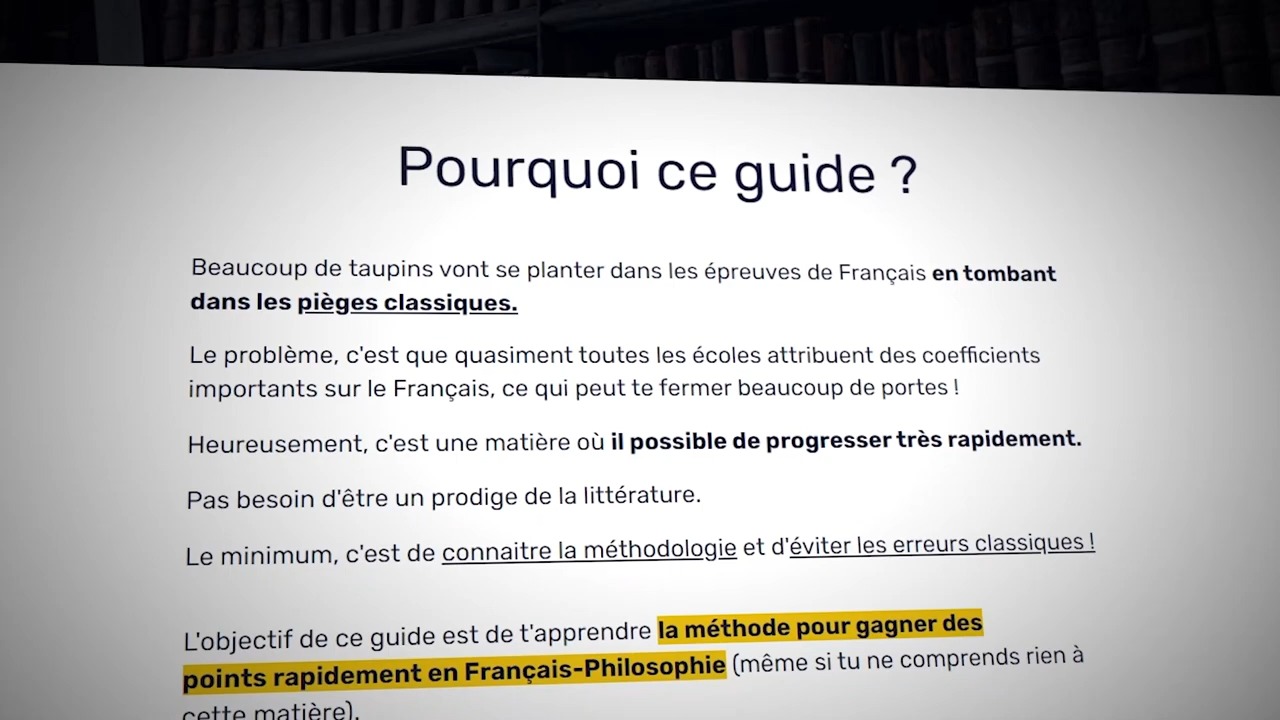 Pourquoi ce guide ?
Beaucoup de taupins vont se planter dans les épreuves de Français en tombant
dans les pièges classiques.
Le problème, c'est que quasiment toutes les écoles attribuent des coefficients
importants sur le Français, ce qui peut te fermer beaucoup de portes !
Heureusement, c'est une matière où il possible de progresser très rapidement.
Pas besoin d'être un prodige de la littérature.
Le minimum, c'est de connaitre la méthodologie et d'éviter les erreurs classiques !
L'objectif de ce guide est de t'apprendre la méthode pour gagner des
points rapidement en Français-Philosophie (même si tu ne comprends rien à
cette matière).